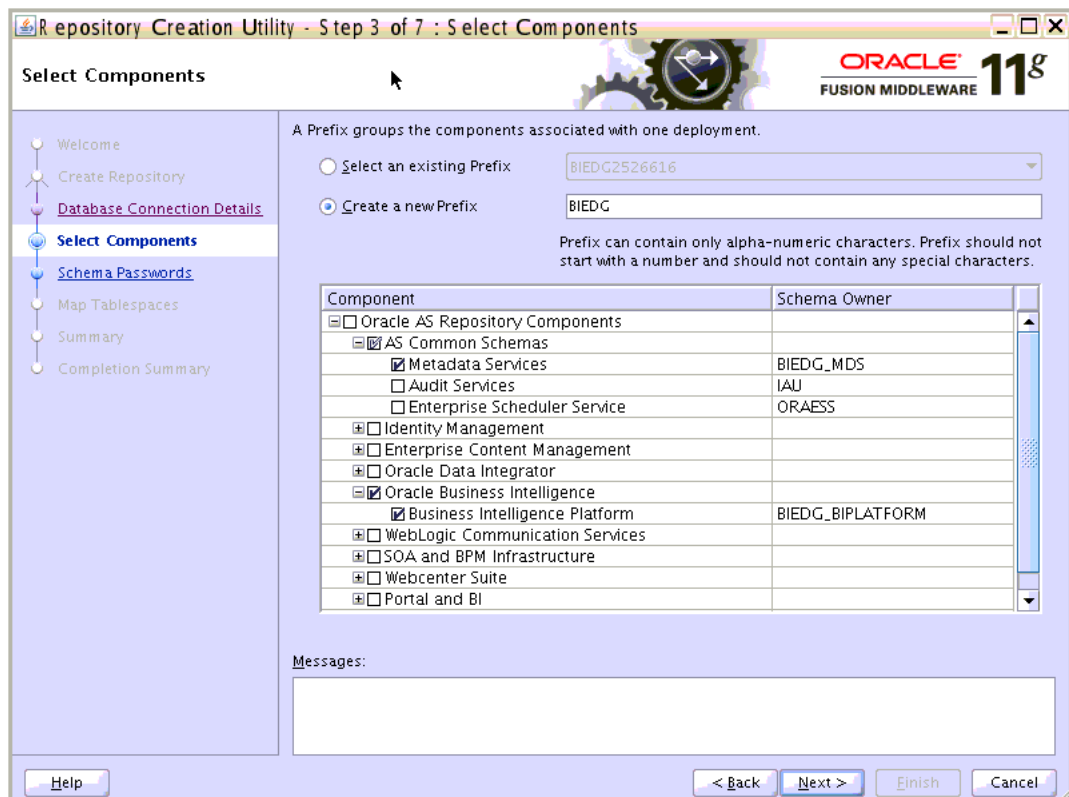 Repository Creation Utility - Step 3 of 7 : Select Components
Select Components
ORACLE
FUSION MIDDLEWARE 11g
Welcome
Create Repository
Database Connection Details
Select Components
Schema Passwords
Map Tablespaces
Summary
Completion Summary
A Prefix groups the components associated with one deployment.
Select an existing Prefix BIEDG2526616
Create a new Prefix BIEDG
Prefix can contain only alpha-numeric characters. Prefix should not
start with a number and should not contain any special characters.
Component Schema Owner
Oracle AS Repository Components
AS Common Schemas
Metadata Services BIEDG_MDS
Audit Services IAU
Enterprise Scheduler Service ORAESS
Identity Management
Enterprise Content Management
Oracle Data Integrator
Oracle Business Intelligence
Business Intelligence Platform BIEDG_BIPLATFORM
WebLogic Communication Services
SOA and BPM Infrastructure
Webcenter Suite
Portal and BI
Messages:
Help < Back Next > Finish Cancel